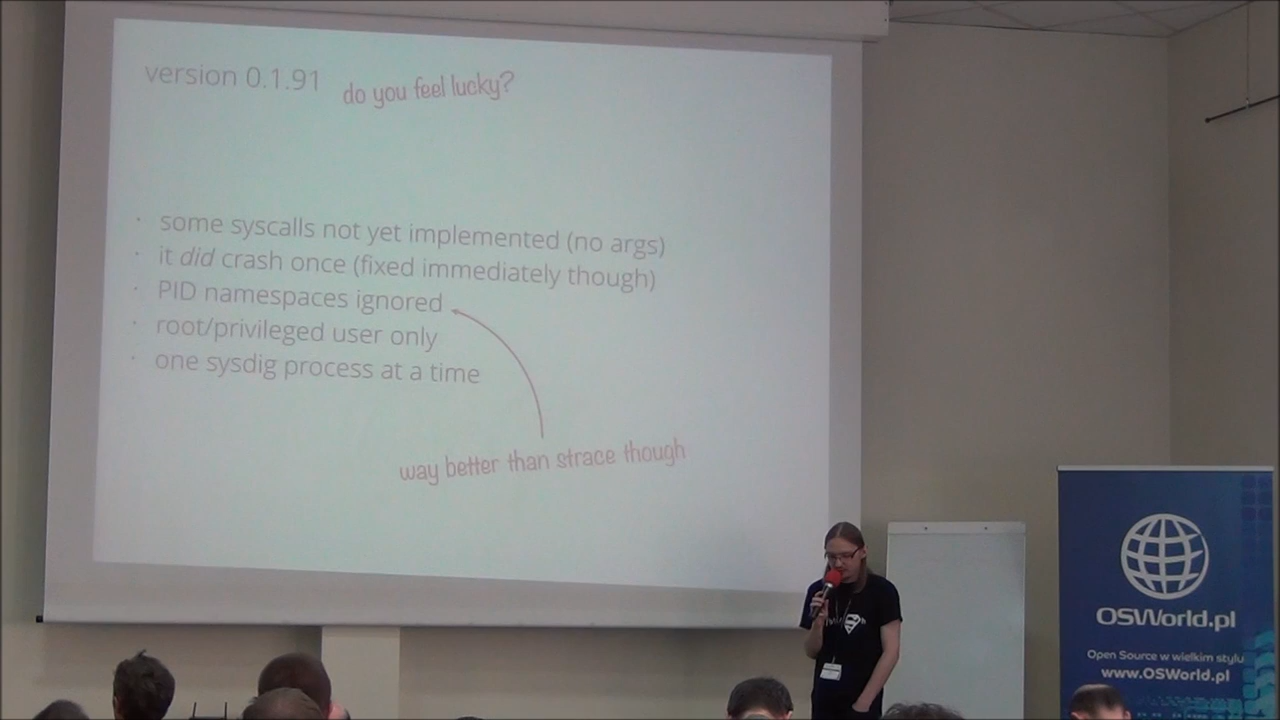 version 0.1.91
do you feel lucky?
· some syscalls not yet implemented (no args)
· it did crash once (fixed immediately though)
· PID namespaces ignored
· root/privileged user only
· one sysdig process at a time
way better than strace though
OSWorld.pl
Open Source w wielkim stylu
www.OSWorld.pl